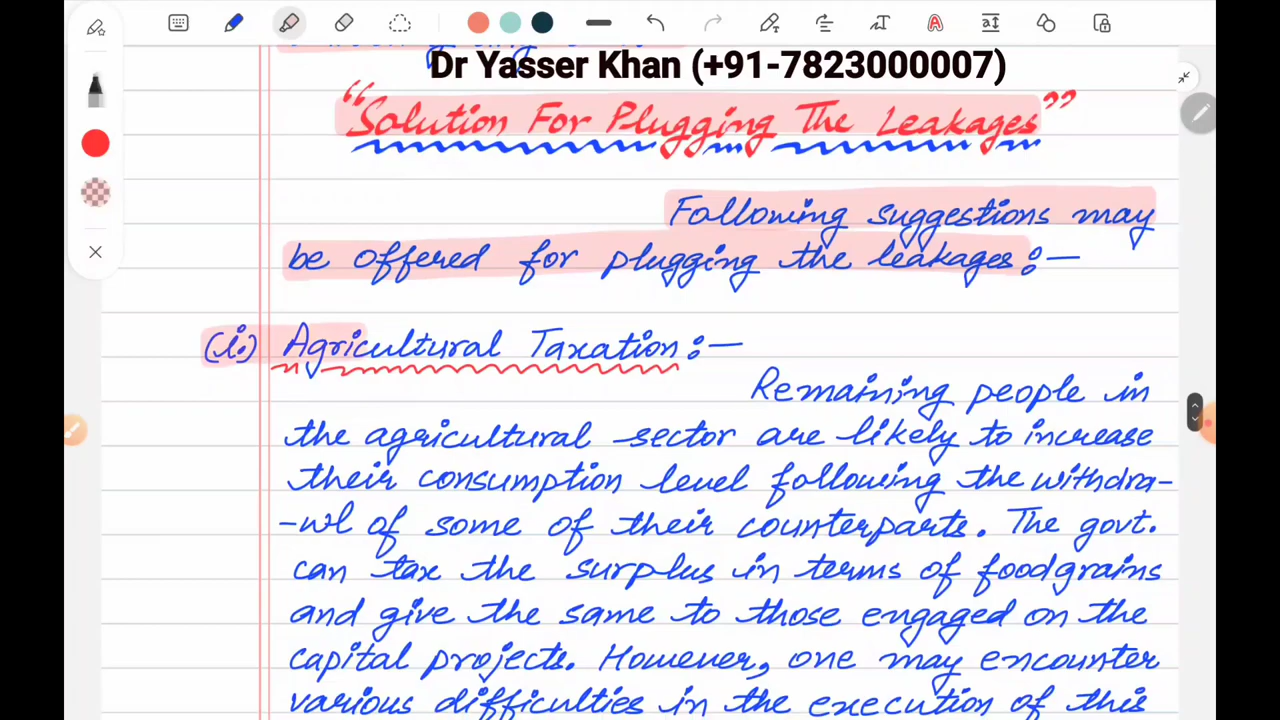 Dr Yasser Khan (+91-7823000007)
"Solution For Plugging The Leakages"
Following suggestions may
be offered for plugging the leakages:-
(i.) Agricultural Taxation:-
Remaining people in
the agricultural sector are likely to increase
their consumption level following the withdra-
-wl of some of their counterparts. The govt.
can tax the surplus in terms of foodgrains
and give the same to those engaged on the
capital projects. However, one may encounter
various difficulties in the execution of this